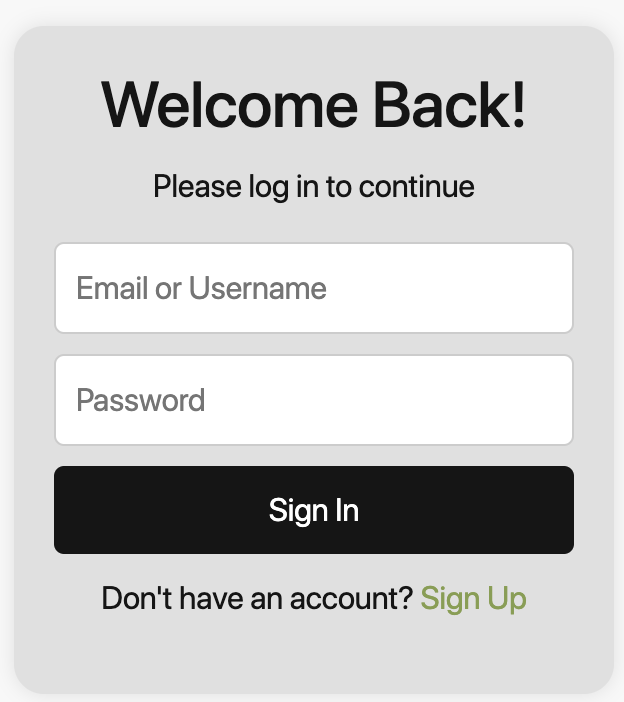 Welcome Back!
Please log in to continue
Email or Username
Password
Sign In
Don't have an account? Sign Up